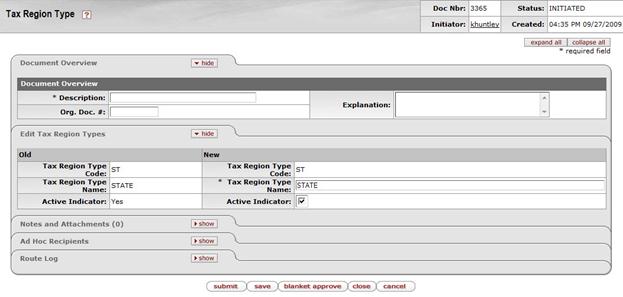 Tax Region Type ?
Doc Nbr: 3365 Status: INITIATED
Initiator: khuntley Created: 04:35 PM 09/27/2009
expand all collapse all
* required field
Document Overview hide
Document Overview
* Description: Explanation:
Org. Doc. #:
Edit Tax Region Types hide
Old New
Tax Region Type Code: ST Tax Region Type Code: ST
Tax Region Type Name: STATE * Tax Region Type Name: STATE
Active Indicator: Yes Active Indicator:
Notes and Attachments (0) show
Ad Hoc Recipients show
Route Log show
submit save blanket approve close cancel